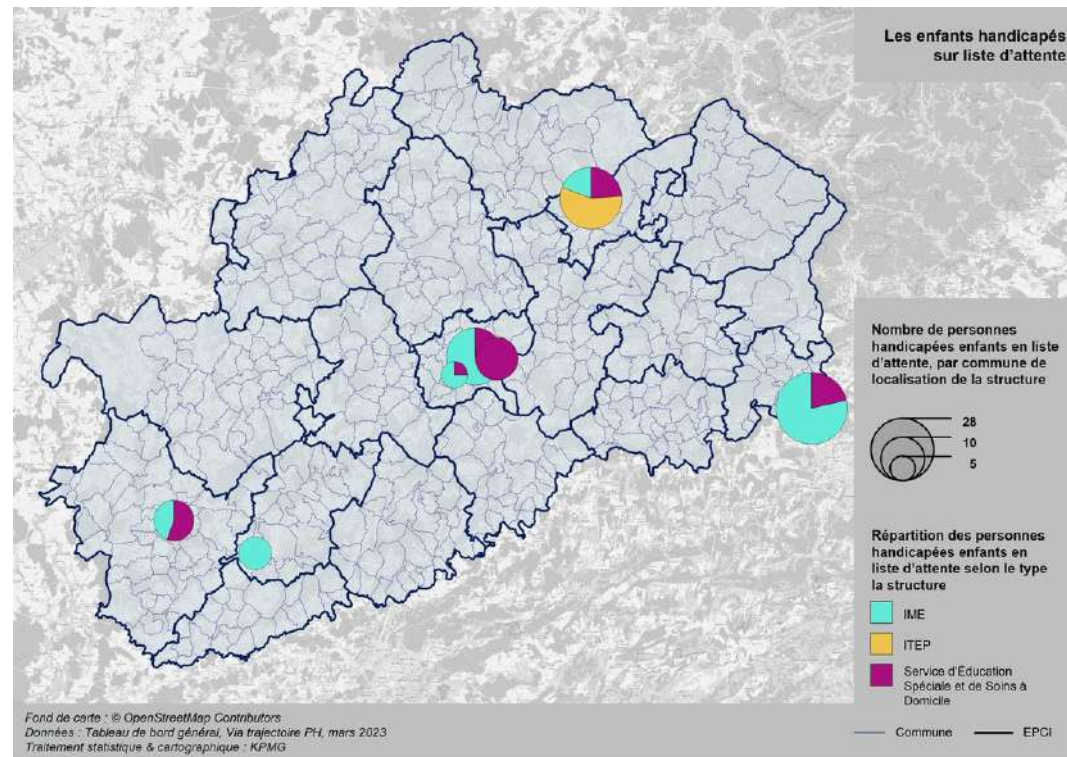 Les enfants handicapés
sur liste d'attente
Nombre de personnes
handicapées enfants en liste
d'attente, par commune de
localisation de la structure
28
10
5
Répartition des personnes
handicapées enfants en
liste d'attente selon le type
la structure
IME
ITEP
Service d'Éducation
Spéciale et de Soins à
Domicile
Fond de carte : © OpenStreetMap Contributors
Données : Tableau de bord général, Via trajectoire PH, mars 2023
Traitement statistique & cartographique : KPMG
Commune
EPCI